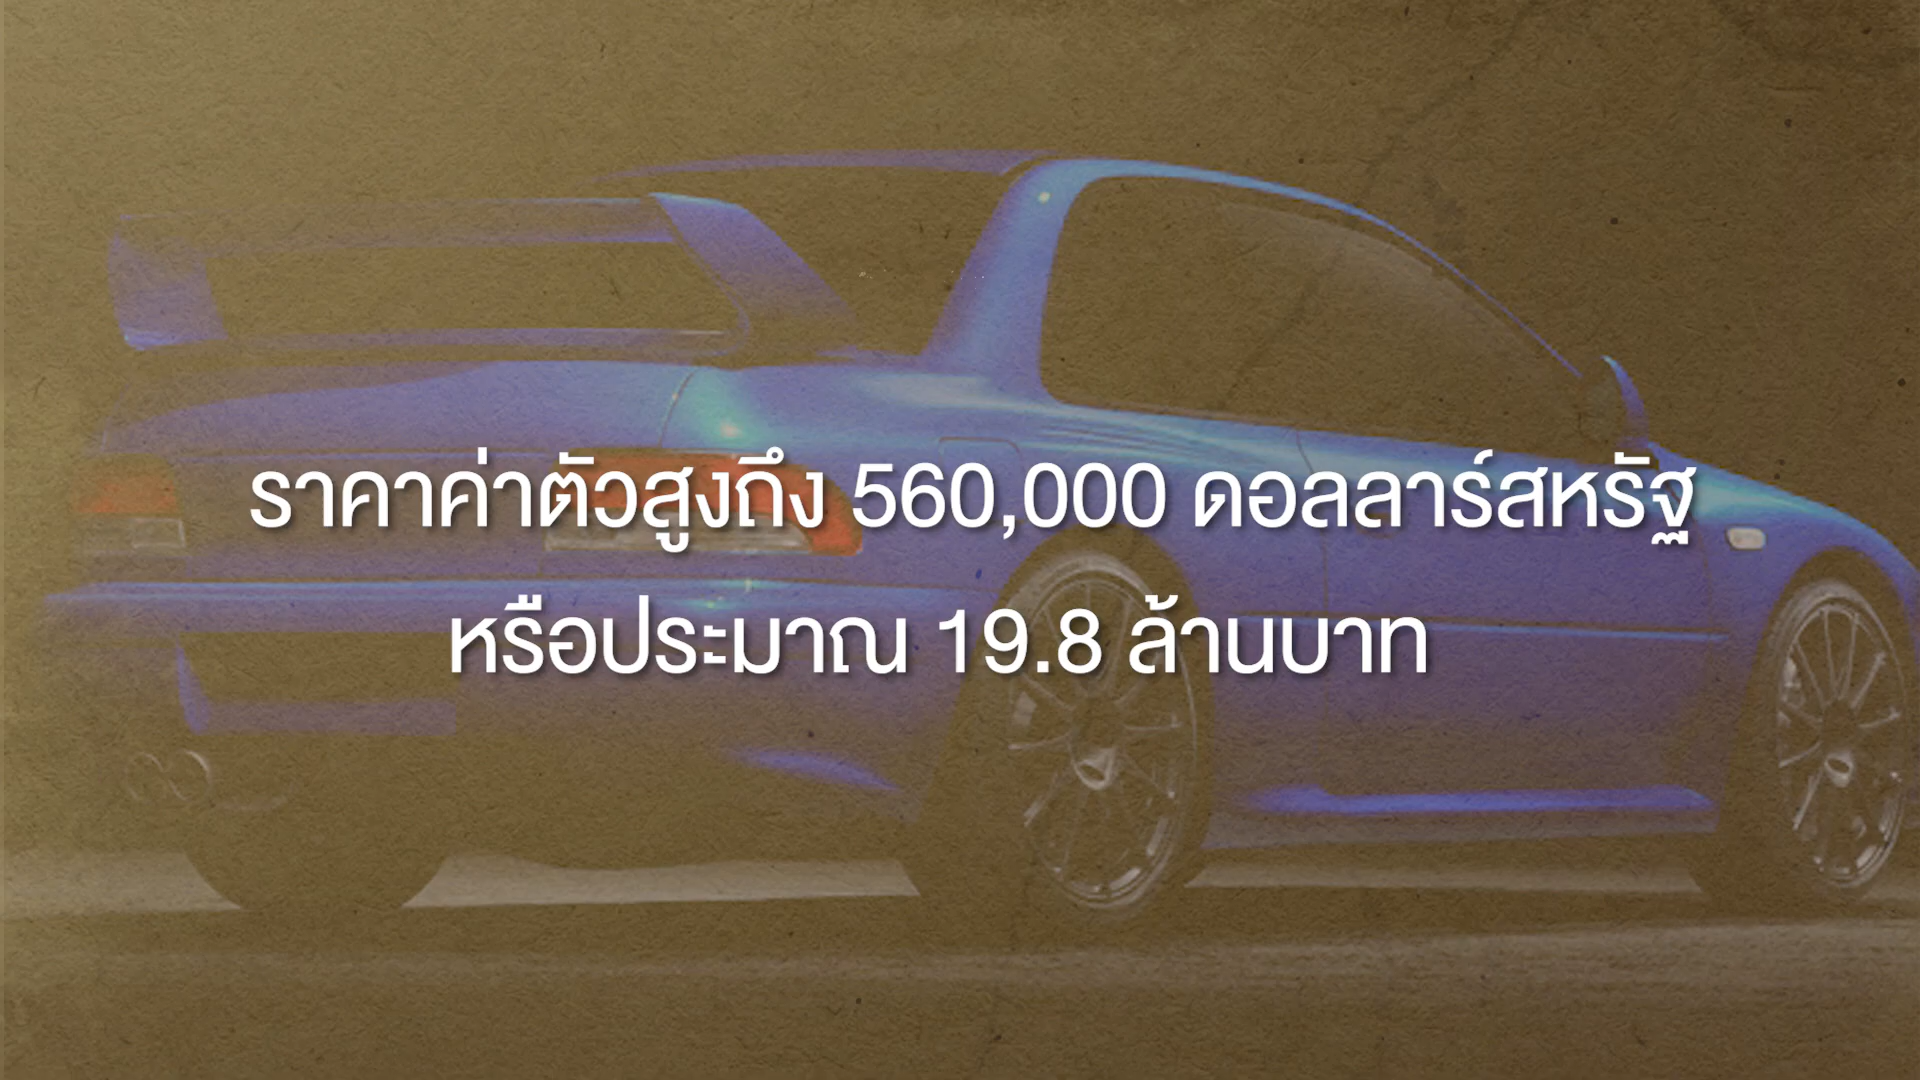 ราคาค่าตัวสูงถึง 560,000 ดอลลาร์สหรัฐ
หรือประมาณ 19.8 ล้านบาท